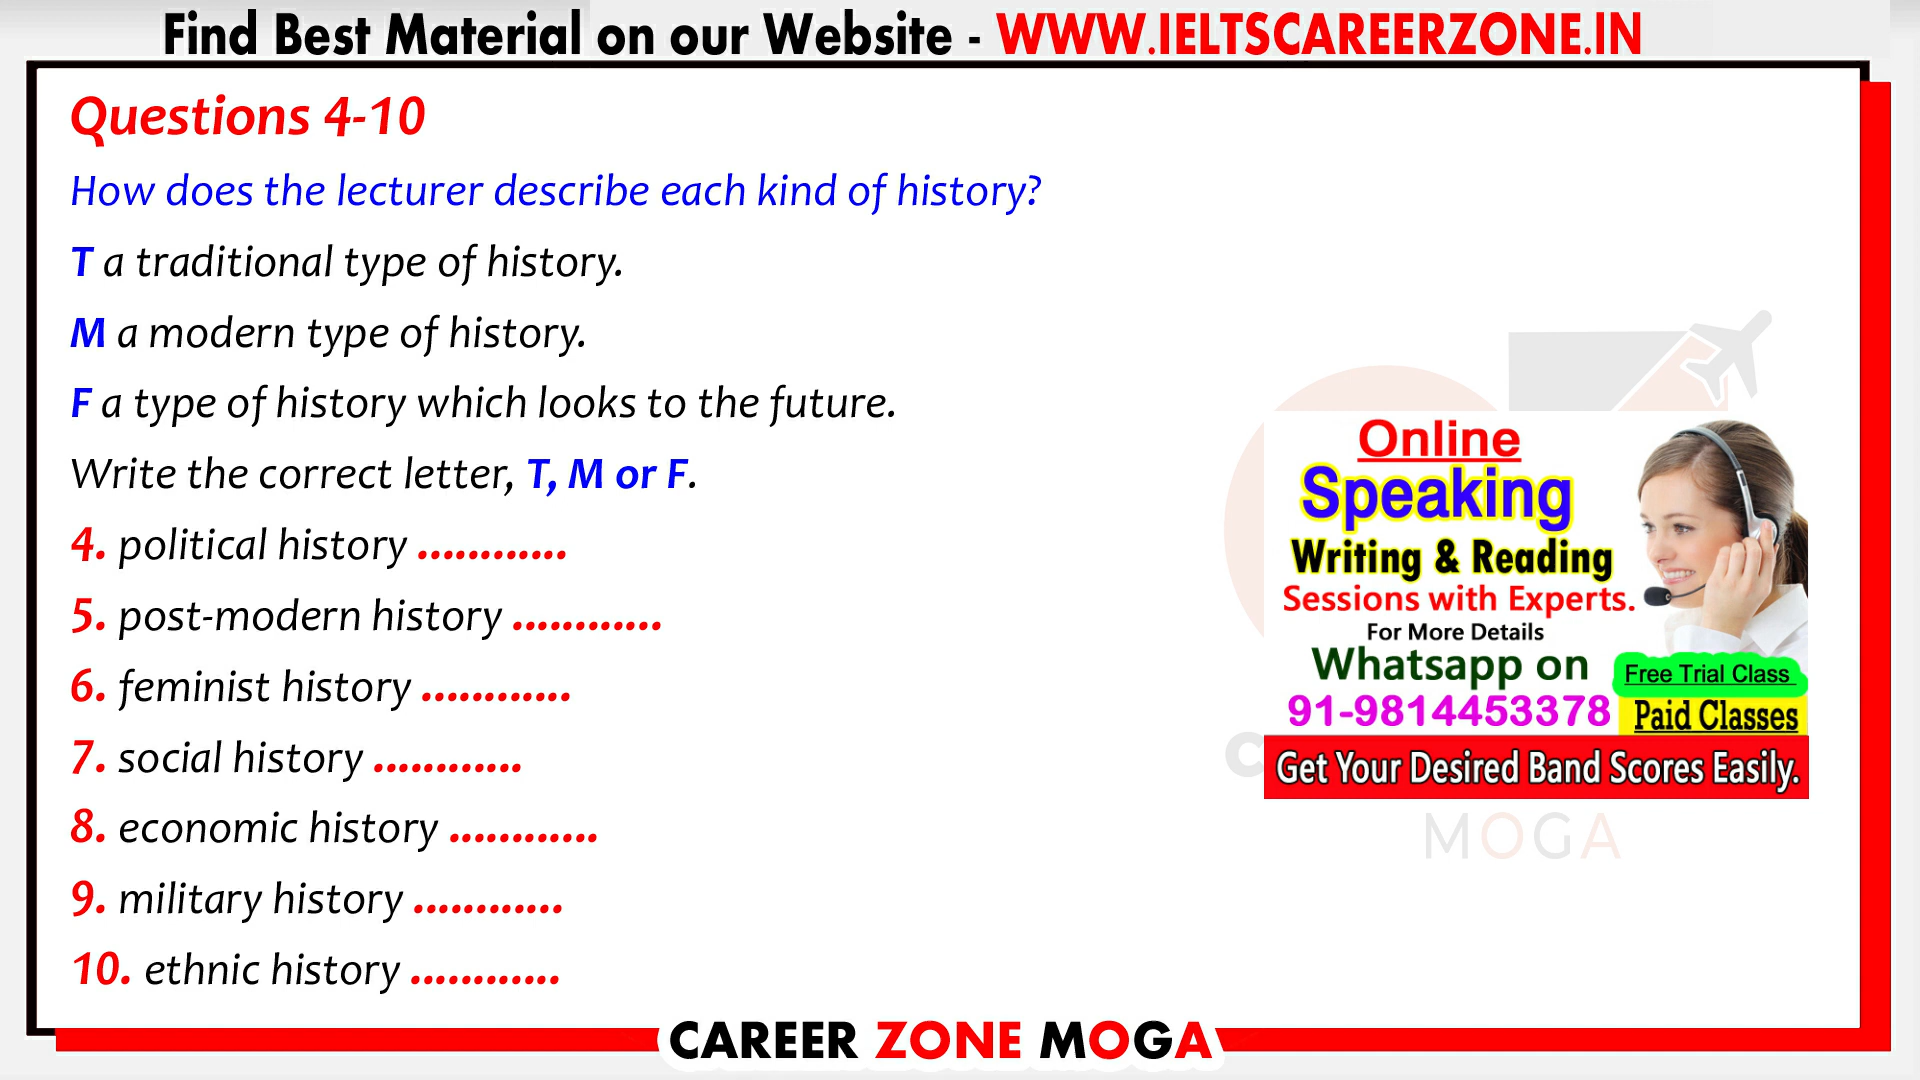 Find Best Material on our Website - WWW.IELTSCAREERZONE.IN
Questions 4-10
How does the lecturer describe each kind of history?
T a traditional type of history.
M a modern type of history.
F a type of history which looks to the future.
Write the correct letter, T, M or F.
4. political history ............
5. post-modern history ............
6. feminist history ............
7. social history ............
8. economic history ............
9. military history ............
10. ethnic history ............
Online
Speaking
Writing & Reading
Sessions with Experts.
For More Details
Whatsapp on
91-9814453378
Free Trial Class
Paid Classes
Get Your Desired Band Scores Easily.
MOGA
CAREER ZONE MOGA